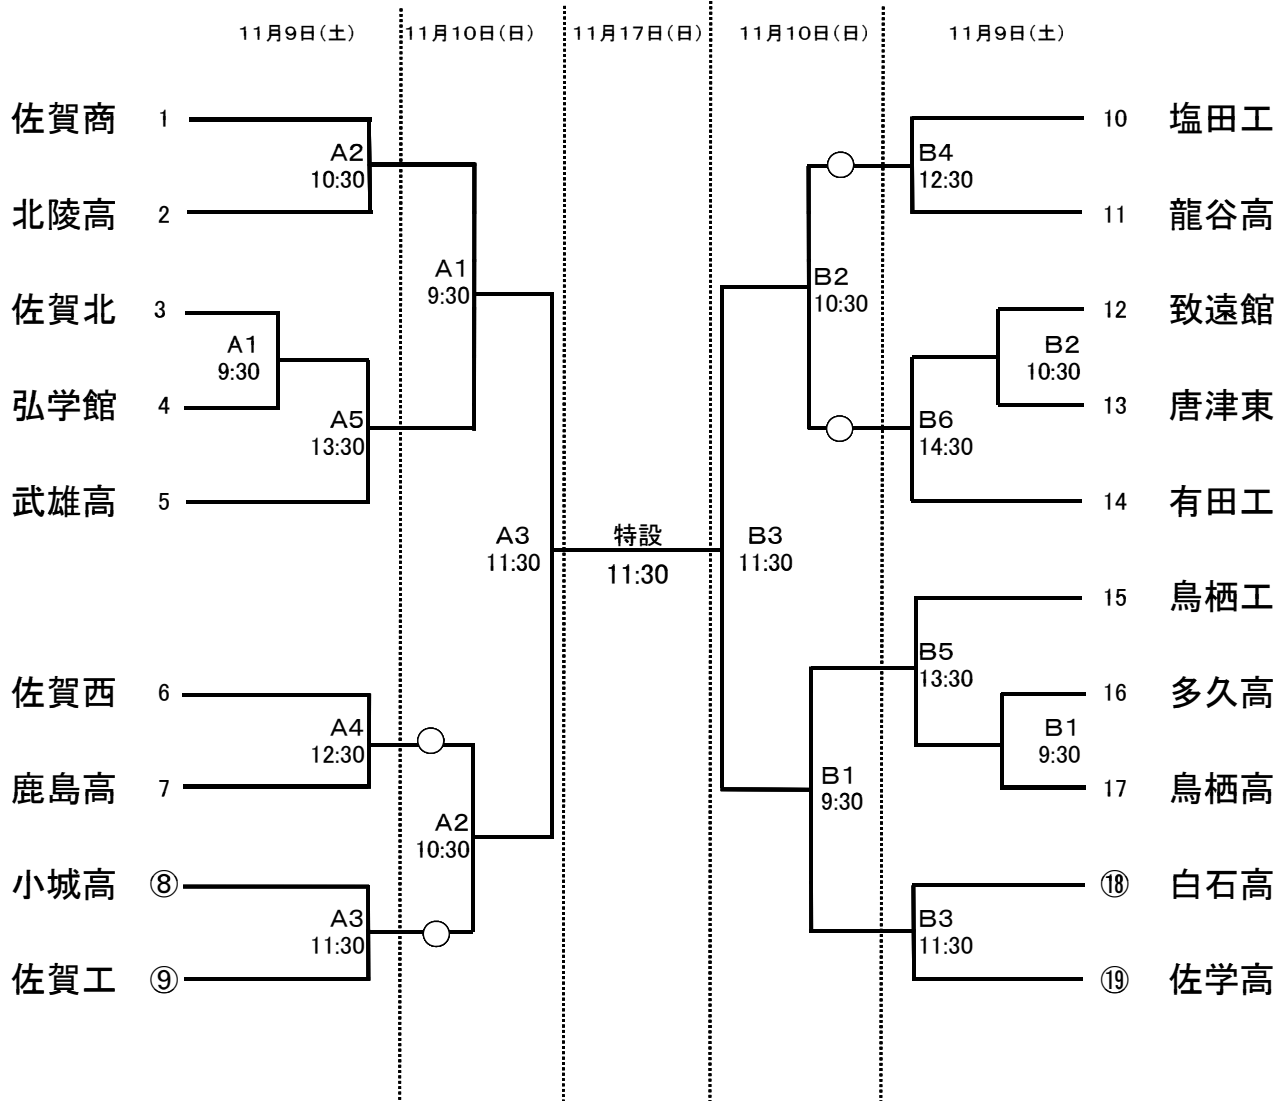 11月9日(土) 11月10日(日) 11月17日(日) 11月10日(日) 11月9日(土)
佐賀商 1
A2
10:30
北陵高 2
佐賀北 3
A1
9:30
弘学館 4
A5
13:30
武雄高 5
A1
9:30
佐賀西 6
A4
12:30
鹿島高 7
小城高 ⑧
A3
11:30
佐賀工 ⑨
A2
10:30
A3
11:30
特設
11:30
B3
11:30
B2
10:30
B1
9:30
10 塩田工
B4
12:30
11 龍谷高
12 致遠館
B2
10:30
13 唐津東
B6
14:30
14 有田工
15 鳥栖工
B5
13:30
16 多久高
B1
9:30
17 鳥栖高
⑱ 白石高
B3
11:30
⑲ 佐学高